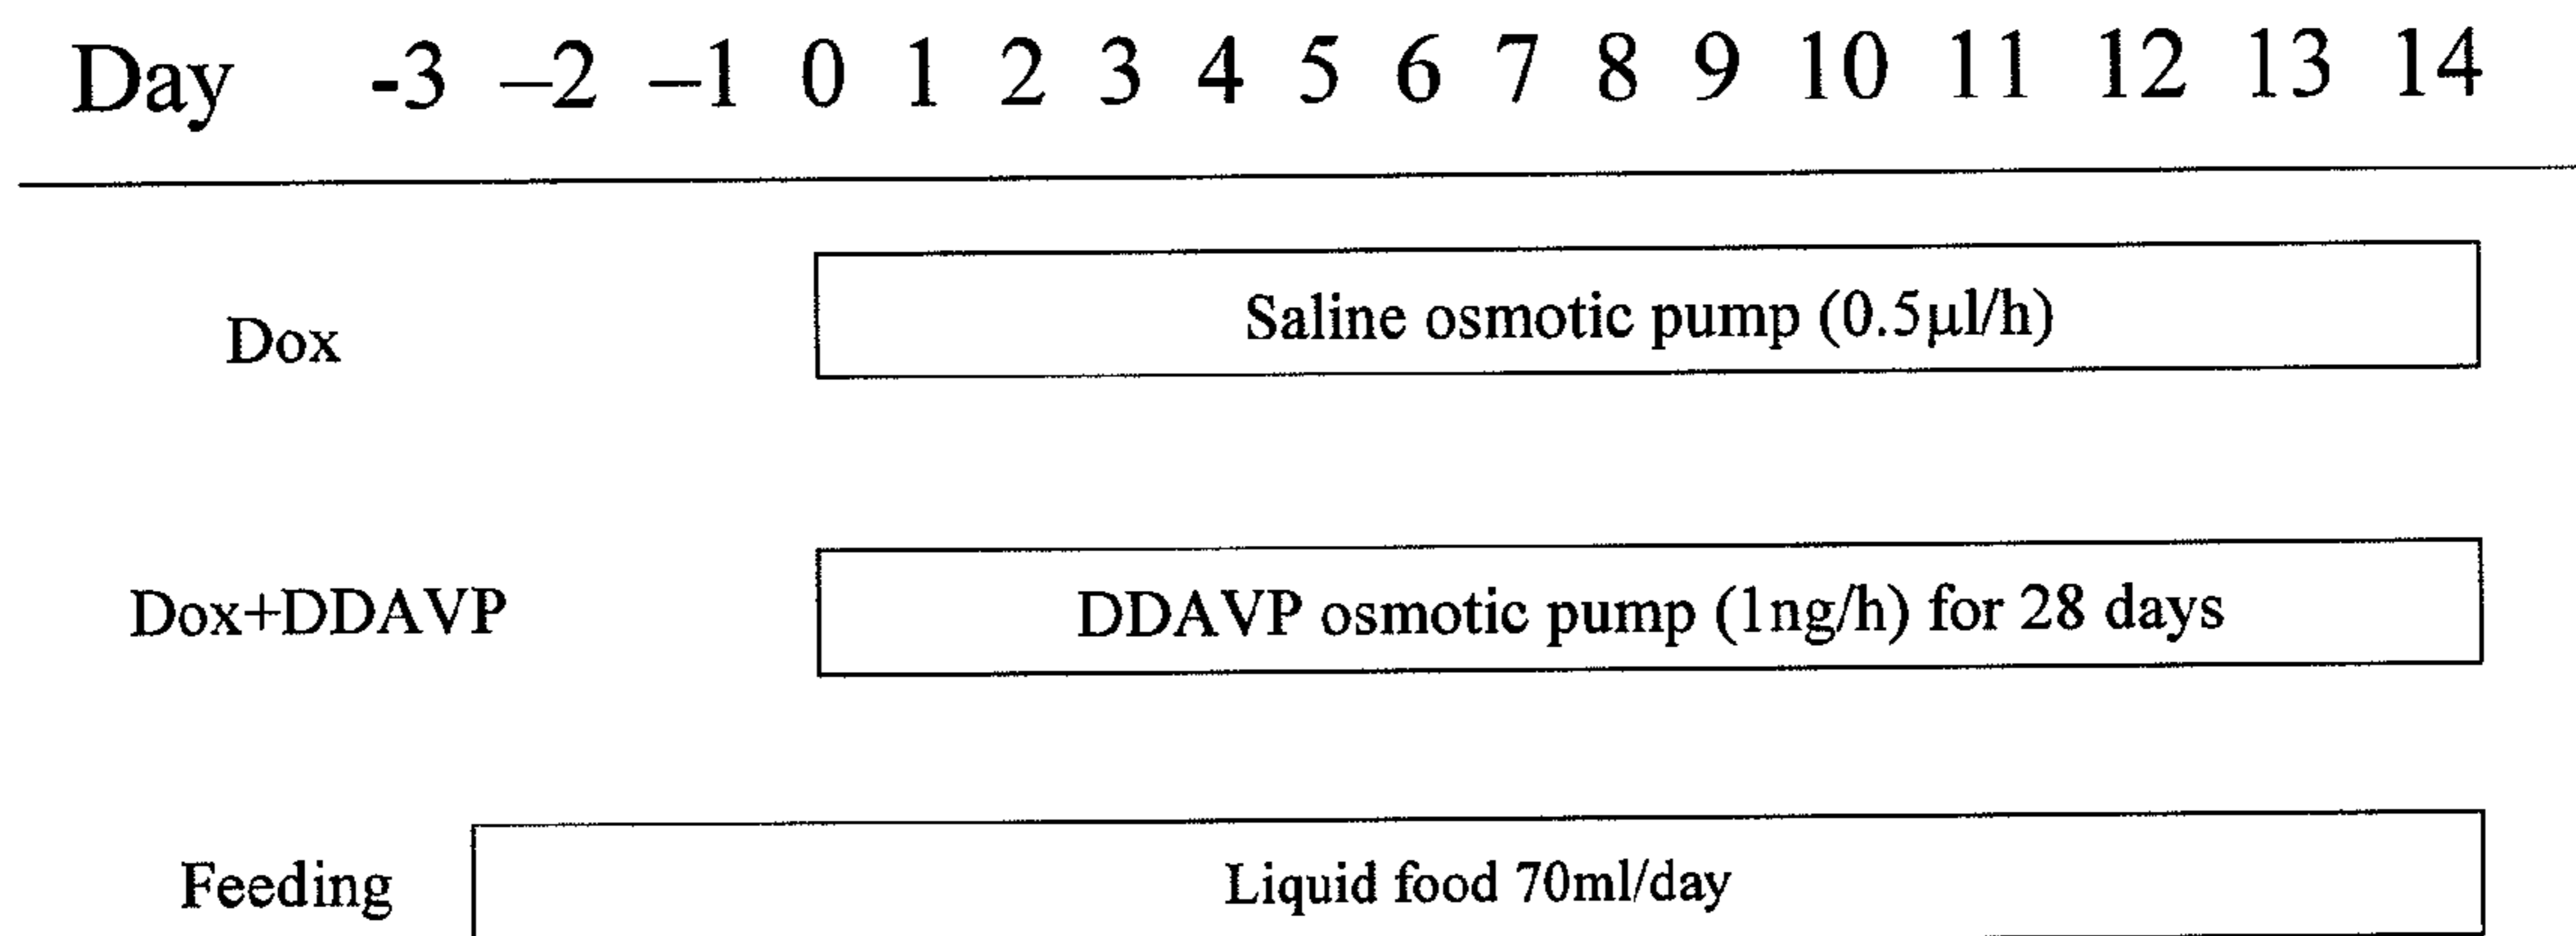 Day -3 –2 –1 0 1 2 3 4 5 6 7 8 9 10 11 12 13 14
Dox Saline osmotic pump (0.5μl/h)
Dox+DDAVP DDAVP osmotic pump (1ng/h) for 28 days
Feeding Liquid food 70ml/day